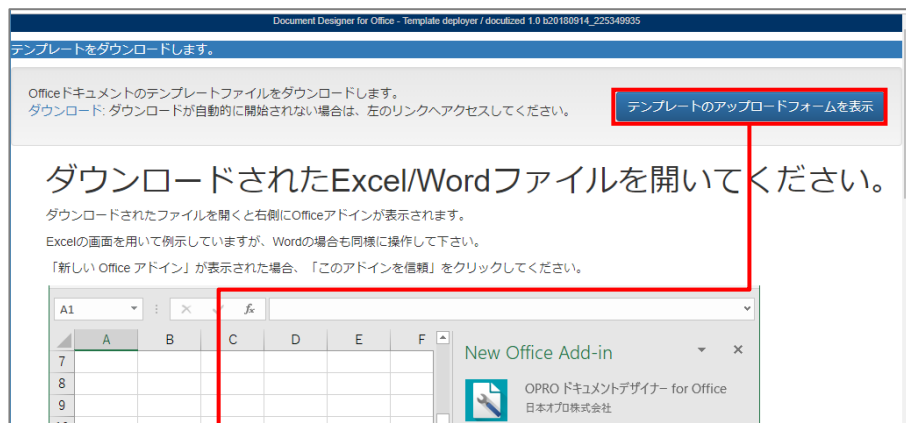 Document Designer for Office - Template deployer / docutized 1.0 b20180914_225349935
テンプレートをダウンロードします。
Officeドキュメントのテンプレートファイルをダウンロードします。
ダウンロード: ダウンロードが自動的に開始されない場合は、左のリンクへアクセスしてください。
テンプレートのアップロードフォームを表示
ダウンロードされたExcel/Wordファイルを開いてください。
ダウンロードされたファイルを開くと右側にOfficeアドインが表示されます。
Excelの画面を用いて例示していますが、Wordの場合も同様に操作して下さい。
「新しい Office アドイン」が表示された場合、「このアドインを信頼」をクリックしてください。
A1 fx
A B C D E F
New Office Add-in
7
8
OPRO ドキュメントデザイナー for Office
9
日本オプロ株式会社